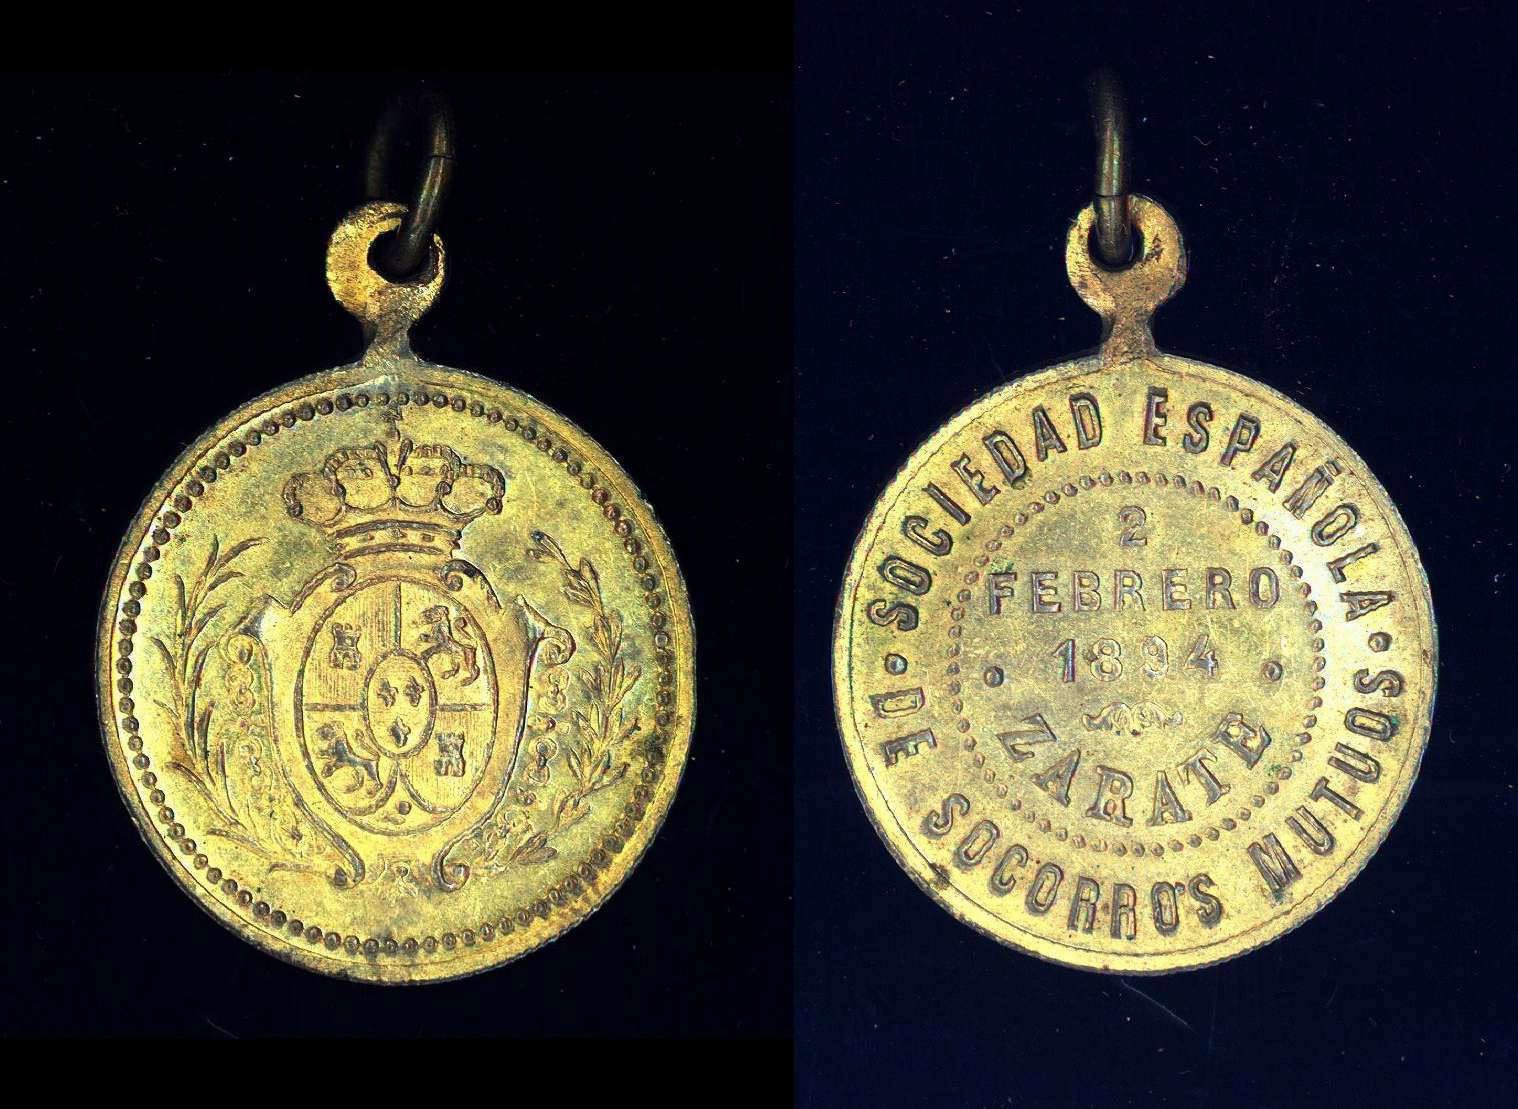 · SOCIEDAD ESPAÑOLA · DE SOCORROS MUTUOS
2
FEBRERO
· 1894 ·
ZARATE